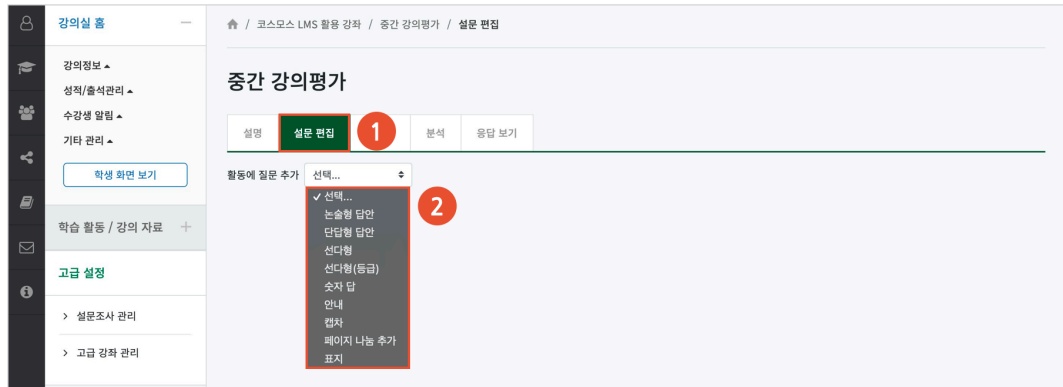 강의실 홈
강의정보
성적/출석관리
수강생 알림
기타 관리
학생 화면 보기
학습 활동 / 강의 자료
고급 설정
설문조사 관리
고급 강좌 관리
/ 코스모스 LMS 활용 강좌 / 중간 강의평가 / 설문 편집
중간 강의평가
설명 설문 편집 1 분석 응답 보기
활동에 질문 추가 선택...
✓ 선택...
2
논술형 답안
단답형 답안
선다형
선다형(등급)
숫자 답
안내
캡차
페이지 나눔 추가
표지